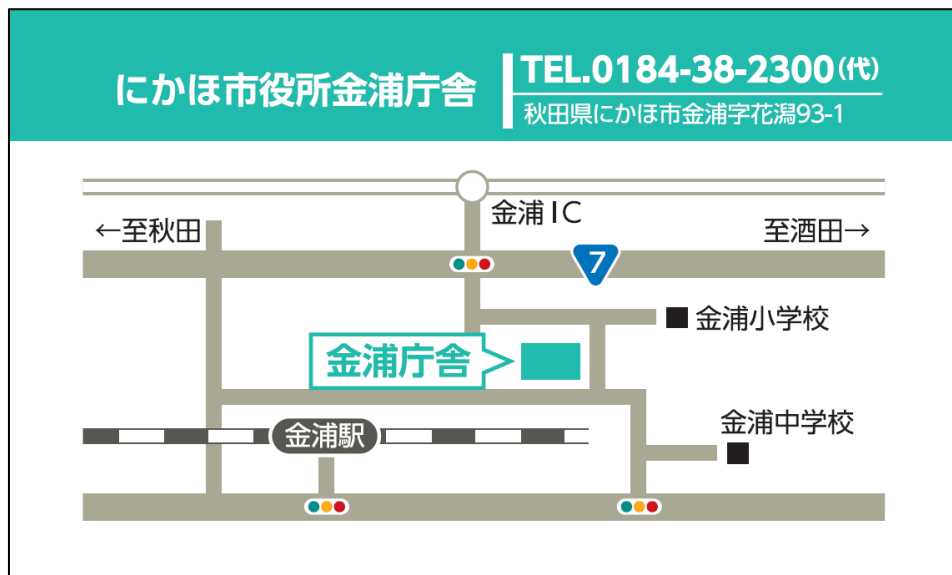 にかほ市役所金浦庁舎
TEL.0184-38-2300(代)
秋田県にかほ市金浦字花潟93-1
金浦IC
←至秋田
至酒田→
7
金浦小学校
金浦庁舎
金浦中学校
金浦駅